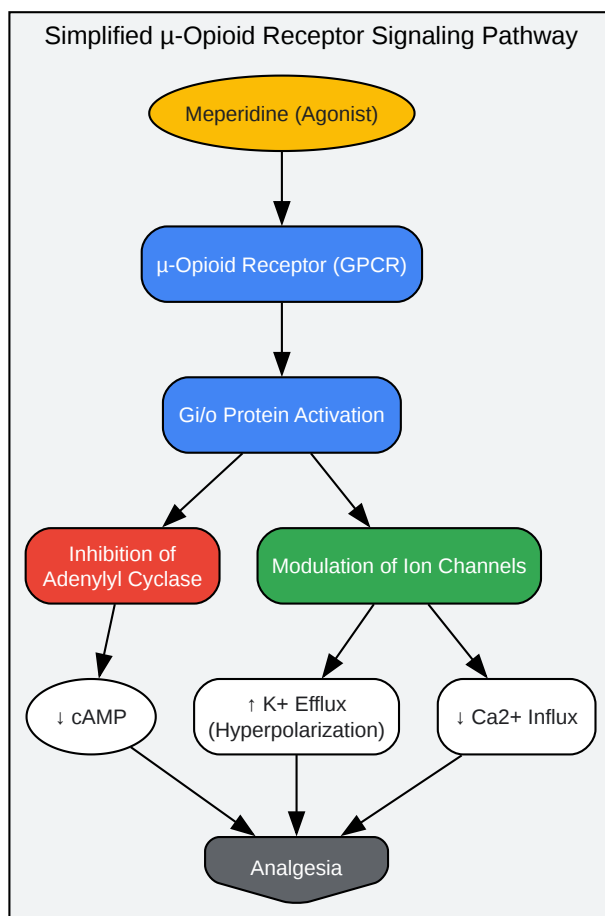 Simplified µ-Opioid Receptor Signaling Pathway
Meperidine (Agonist)
µ-Opioid Receptor (GPCR)
Gi/o Protein Activation
Inhibition of
Adenylyl Cyclase
Modulation of Ion Channels
↓ cAMP
↑ K+ Efflux
(Hyperpolarization)
↓ Ca2+ Influx
Analgesia